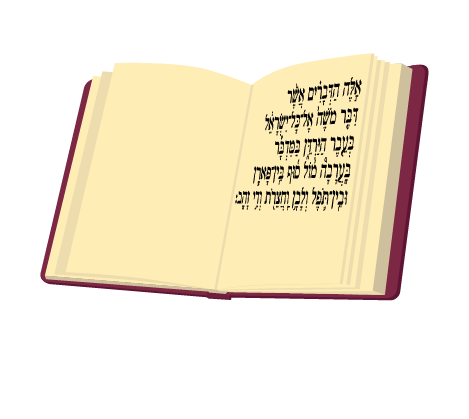 אֵלֶּה הַדְּבָרִים אֲשֶׁר
דִּבֶּר מֹשֶׁה אֶל־כׇּל־יִשְׂרָאֵל
בְּעֵבֶר הַיַּרְדֵּן בַּמִּדְבָּר
בָּעֲרָבָה מוֹל סוּף בֵּין־פָּארָן
וּבֵין־תֹּפֶל וְלָבָן וַחֲצֵרֹת וְדִי זָהָב׃